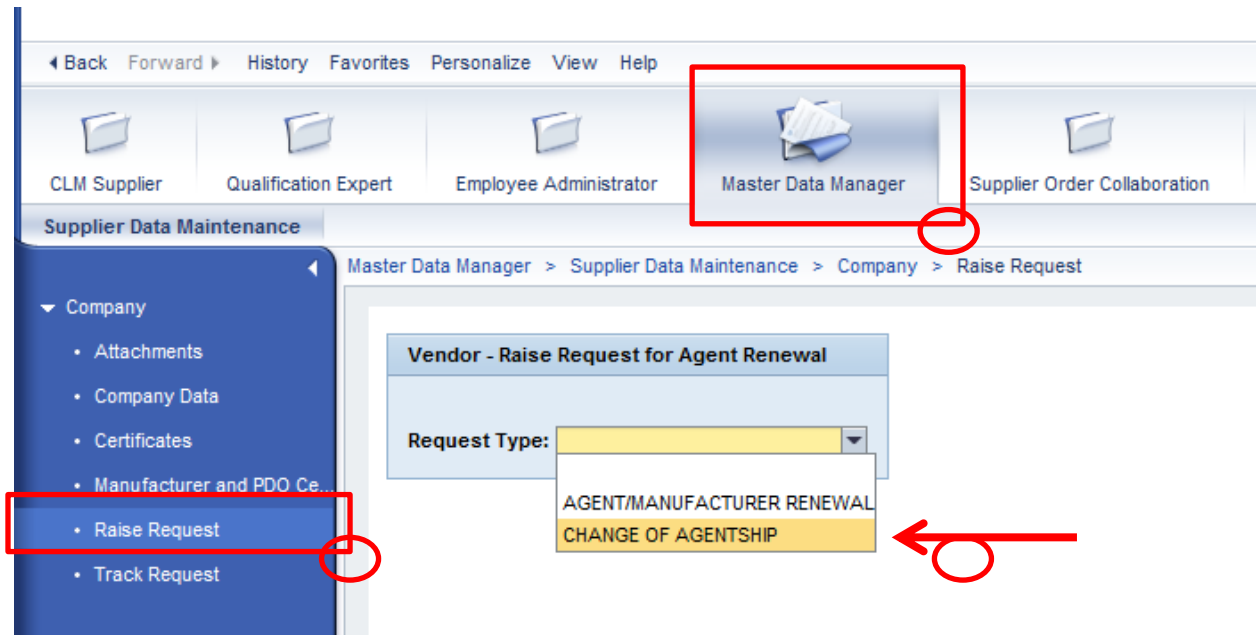 Back Forward History Favorites Personalize View Help
CLM Supplier Qualification Expert Employee Administrator Master Data Manager Supplier Order Collaboration
Supplier Data Maintenance
Master Data Manager > Supplier Data Maintenance > Company > Raise Request
Company
• Attachments
• Company Data
• Certificates
• Manufacturer and PDO Ce...
• Raise Request
• Track Request
Vendor - Raise Request for Agent Renewal
Request Type:
AGENT/MANUFACTURER RENEWAL
CHANGE OF AGENTSHIP